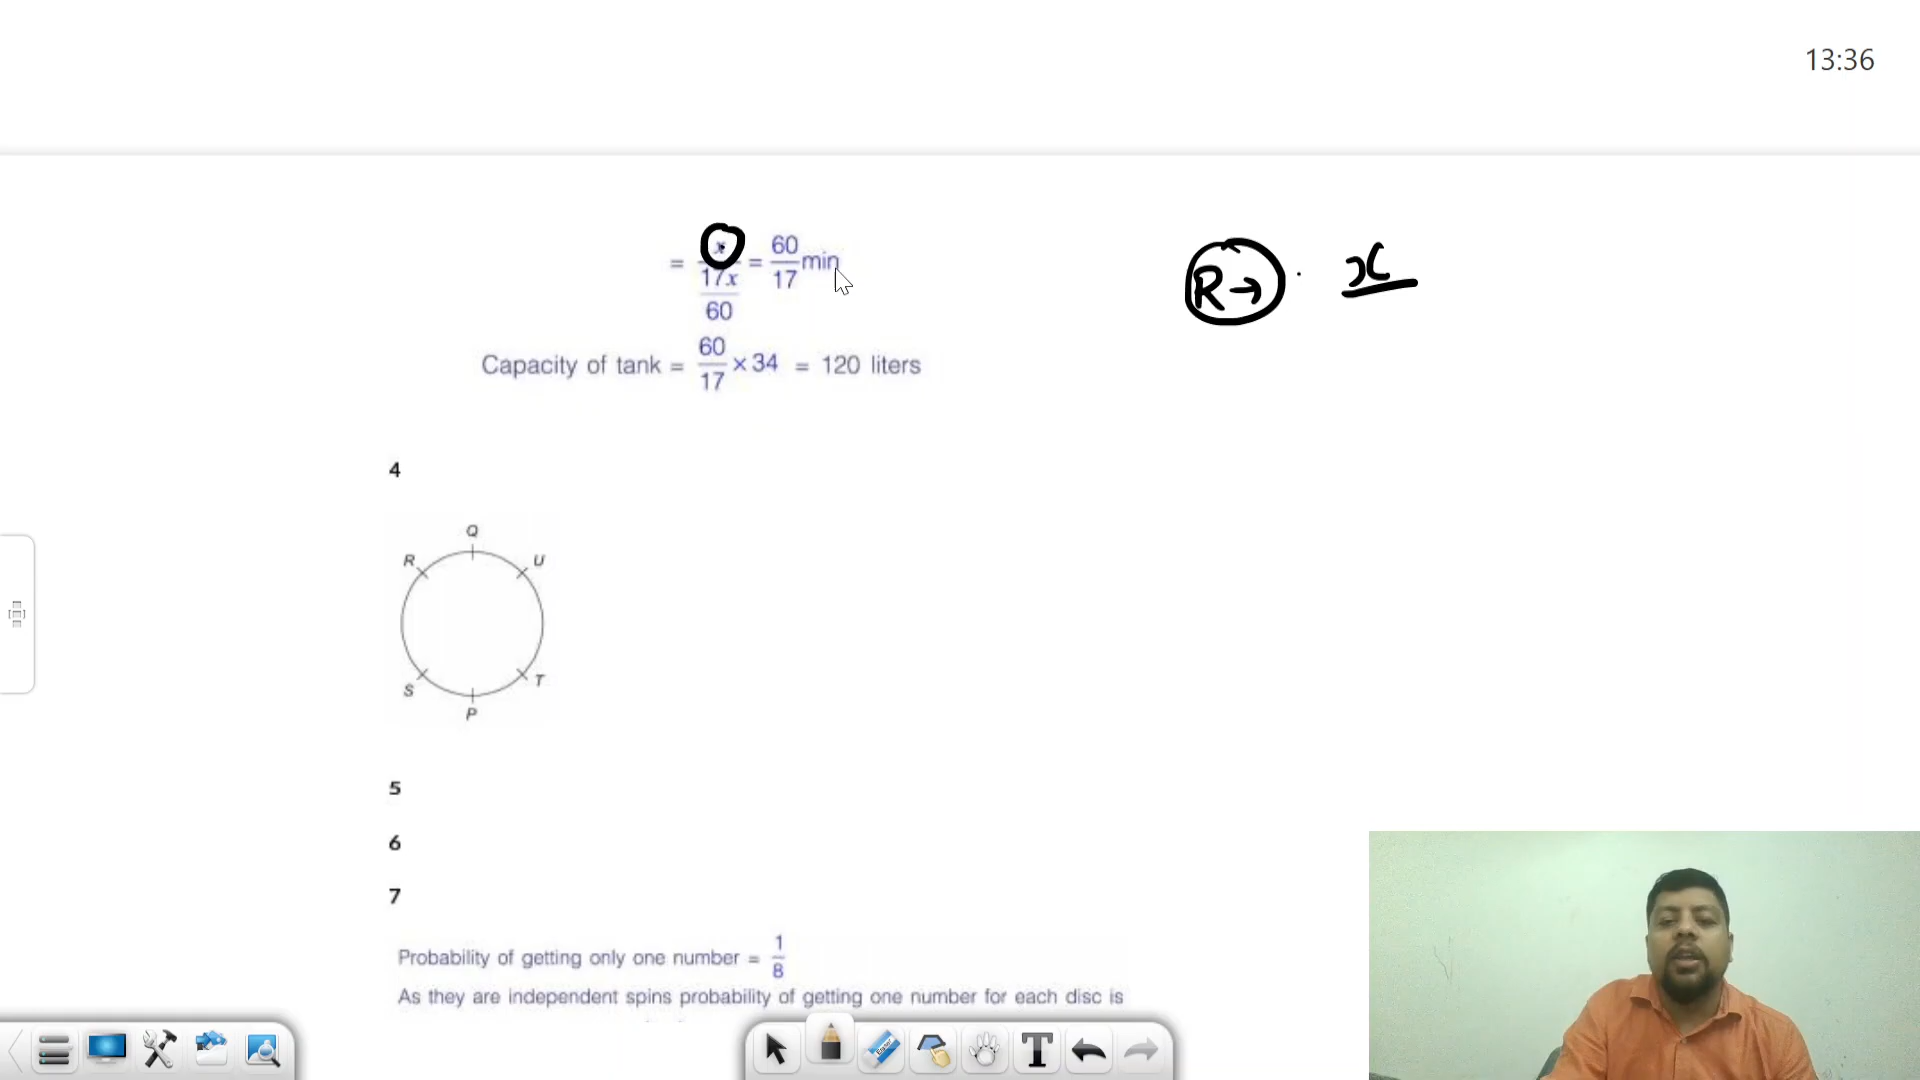 13:36
= x / (17x / 60) = 60/17 min
R→ x
Capacity of tank = 60/17 × 34 = 120 liters
4
Q
R U
S T
P
5
6
7
Probability of getting only one number = 1/8
As they are independent spins probability of getting one number for each disc is
Eraser
T